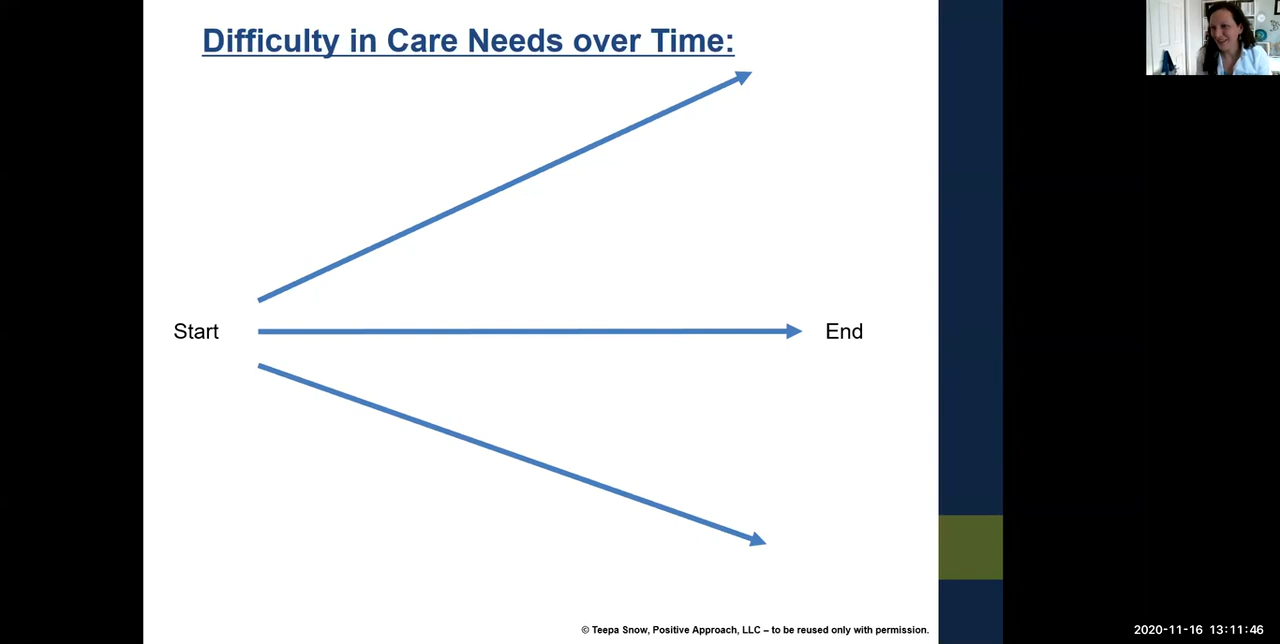 Difficulty in Care Needs over Time:
Start
End
© Teepa Snow, Positive Approach, LLC – to be reused only with permission.
2020-11-16 13:11:46